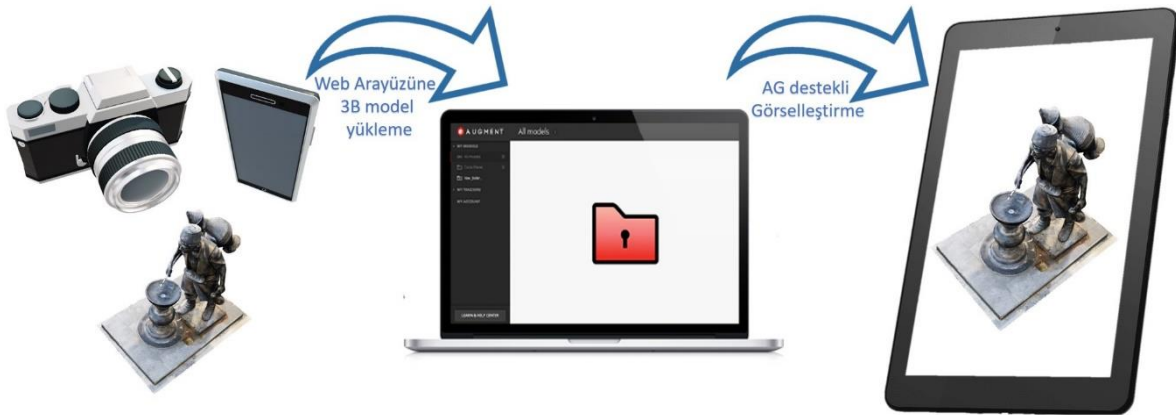 Web Arayüzüne
3B model
yükleme
AG destekli
Görselleştirme
AUGMENT
All models
LEARN & HELP CENTER